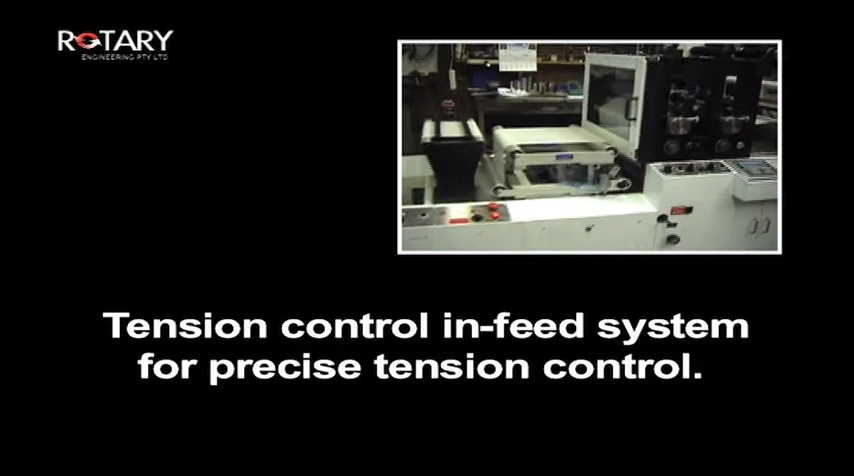 ROTARY
ENGINEERING PTY LTD
Tension control in-feed system
for precise tension control.